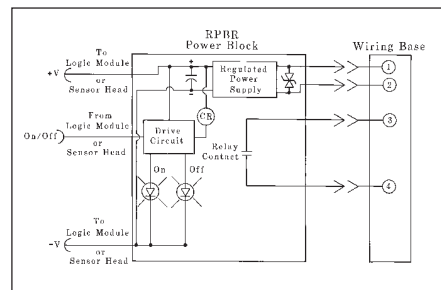 RPBR
Power Block
Wiring Base
To
Logic Module
+V
or
Sensor Head
+
Regulated
Power
Supply
1
2
CR
From
Logic Module
On/Off
or
Sensor Head
Drive
Circuit
Relay
Contact
3
On Off
4
To
Logic Module
-V
or
Sensor Head